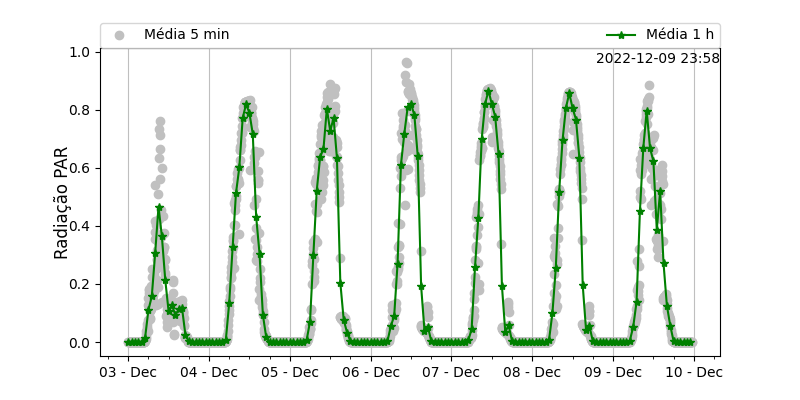 Média 5 min
Média 1 h
2022-12-09 23:58
Radiação PAR
1.0
0.8
0.6
0.4
0.2
0.0
03 - Dec
04 - Dec
05 - Dec
06 - Dec
07 - Dec
08 - Dec
09 - Dec
10 - Dec